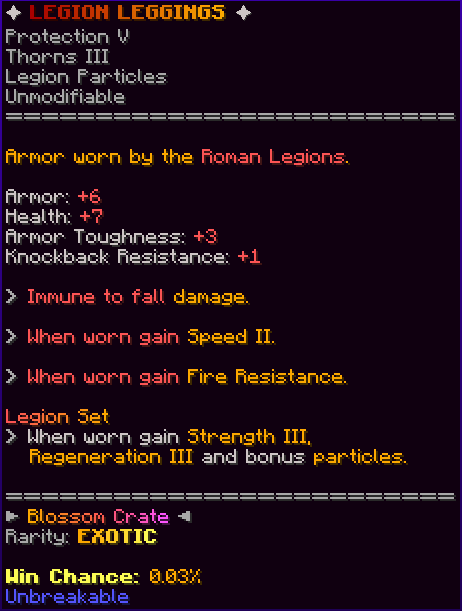 ✦ LEGION LEGGINGS ✦
Protection V
Thorns III
Legion Particles
Unmodifiable
==============================
Armor worn by the Roman Legions.
Armor: +6
Health: +7
Armor Toughness: +3
Knockback Resistance: +1
> Immune to fall damage.
> When worn gain Speed II.
> When worn gain Fire Resistance.
Legion Set
> When worn gain Strength III,
Regeneration III and bonus particles.
==============================
► Blossom Crate ◄
Rarity: EXOTIC
Win Chance: 0.03%
Unbreakable